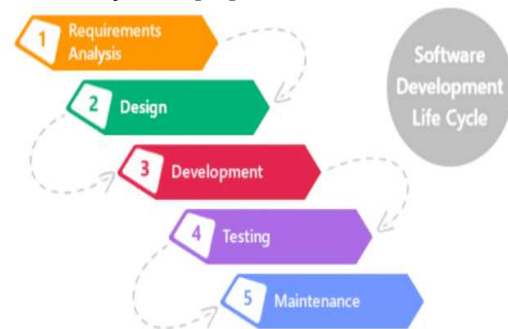 1
Requirements
Analysis
2
Design
3
Development
4
Testing
5
Maintenance
Software
Development
Life Cycle